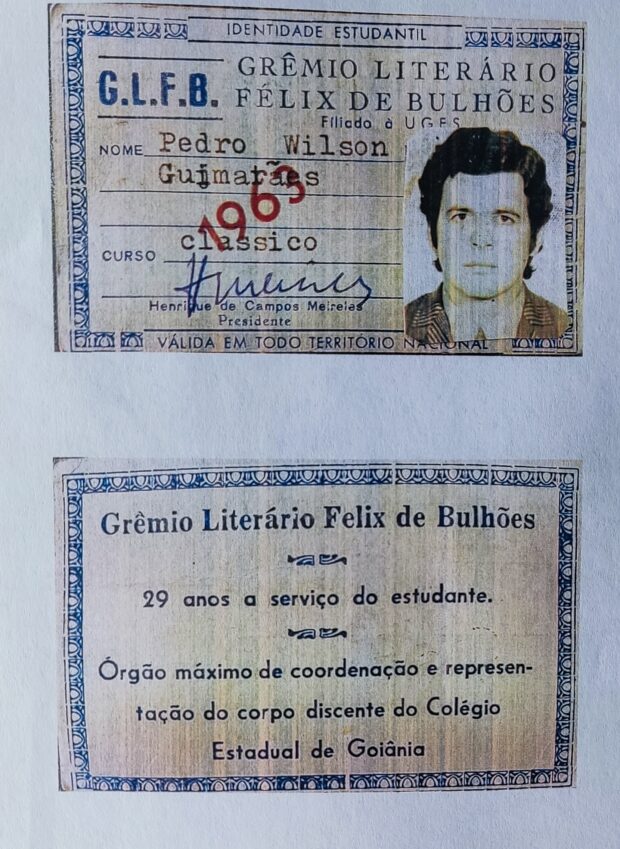 IDENTIDADE ESTUDANTIL
G.L.F.B.
GRÊMIO LITERÁRIO
FÉLIX DE BULHÕES
Filiado à UGES
NOME Pedro Wilson
Guimarães
1963
CURSO classico
Henrique de Campos Meireles
Presidente
VÁLIDA EM TODO TERRITÓRIO NACIONAL
Grêmio Literário Felix de Bulhões
29 anos a serviço do estudante.
Órgão máximo de coordenação e represen-
tação do corpo discente do Colégio
Estadual de Goiânia